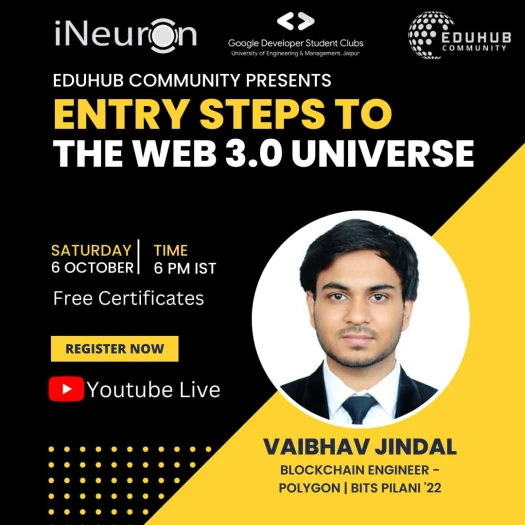 iNeuron
Google Developer Student Clubs
University of Engineering & Management, Jaipur
EDUHUB
COMMUNITY
EDUHUB COMMUNITY PRESENTS
ENTRY STEPS TO
THE WEB 3.0 UNIVERSE
SATURDAY
6 OCTOBER
TIME
6 PM IST
Free Certificates
REGISTER NOW
Youtube Live
VAIBHAV JINDAL
BLOCKCHAIN ENGINEER -
POLYGON | BITS PILANI '22